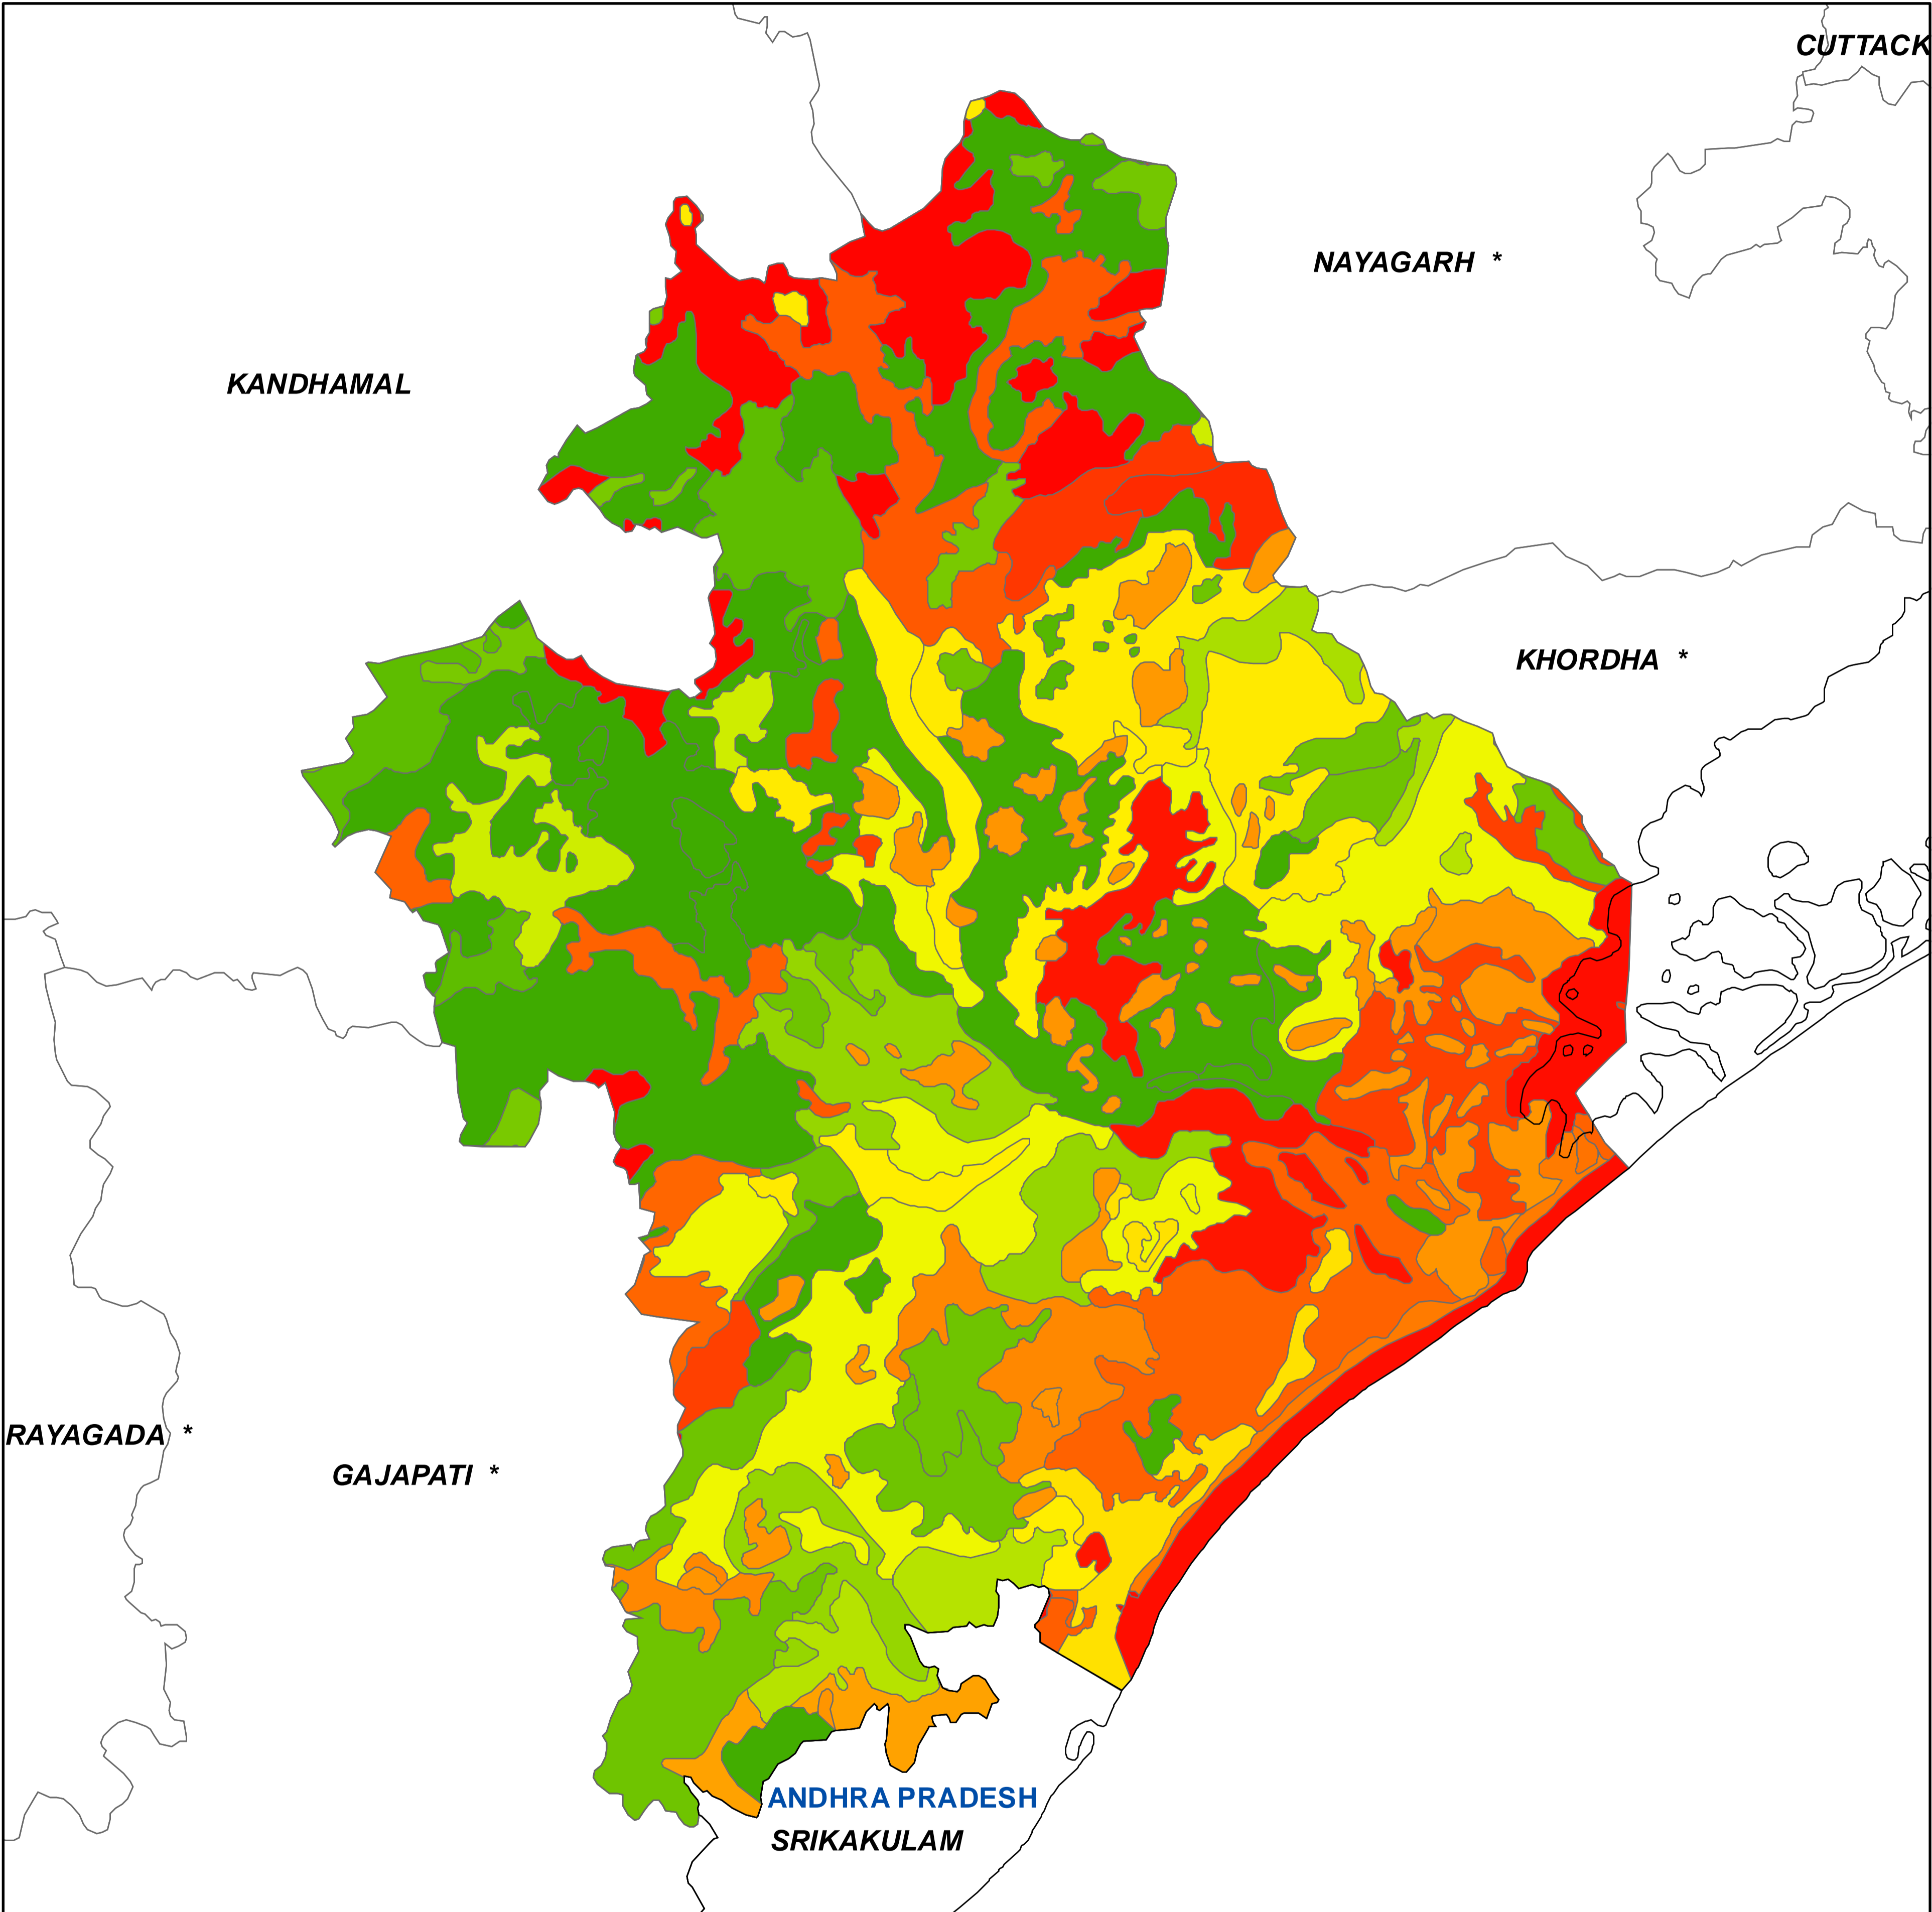 CUTTACK
NAYAGARH *
KANDHAMAL
KHORDHA *
RAYAGADA *
GAJAPATI *
ANDHRA PRADESH
SRIKAKULAM